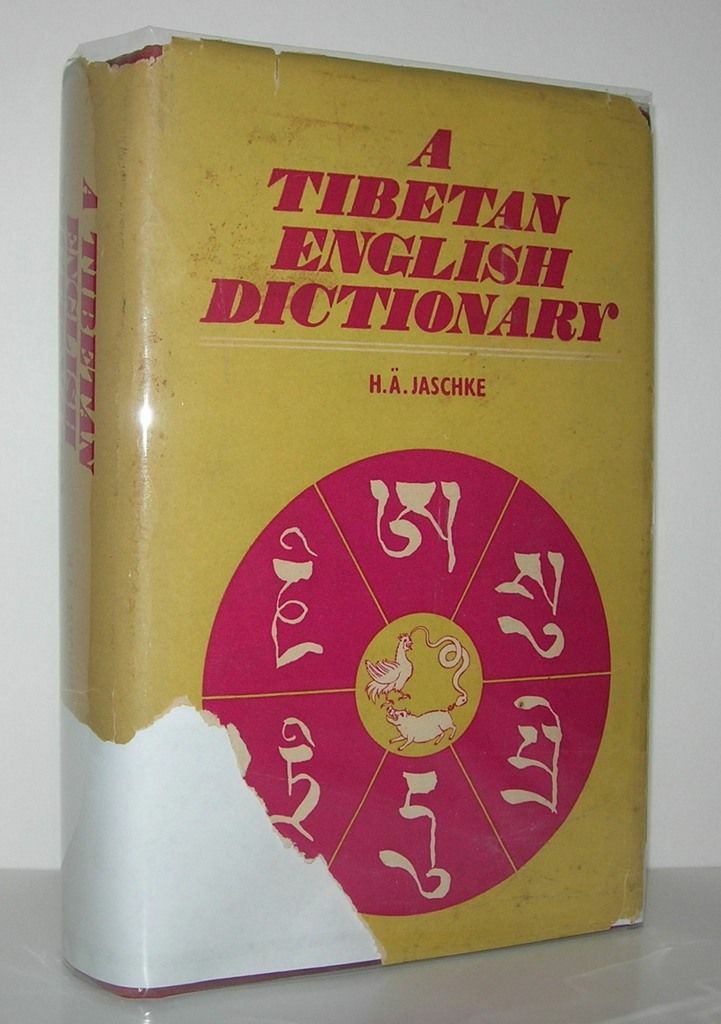 A TIBETAN
ENGLISH
A
TIBETAN
ENGLISH
DICTIONARY
H.Ä. JASCHKE
ཨ